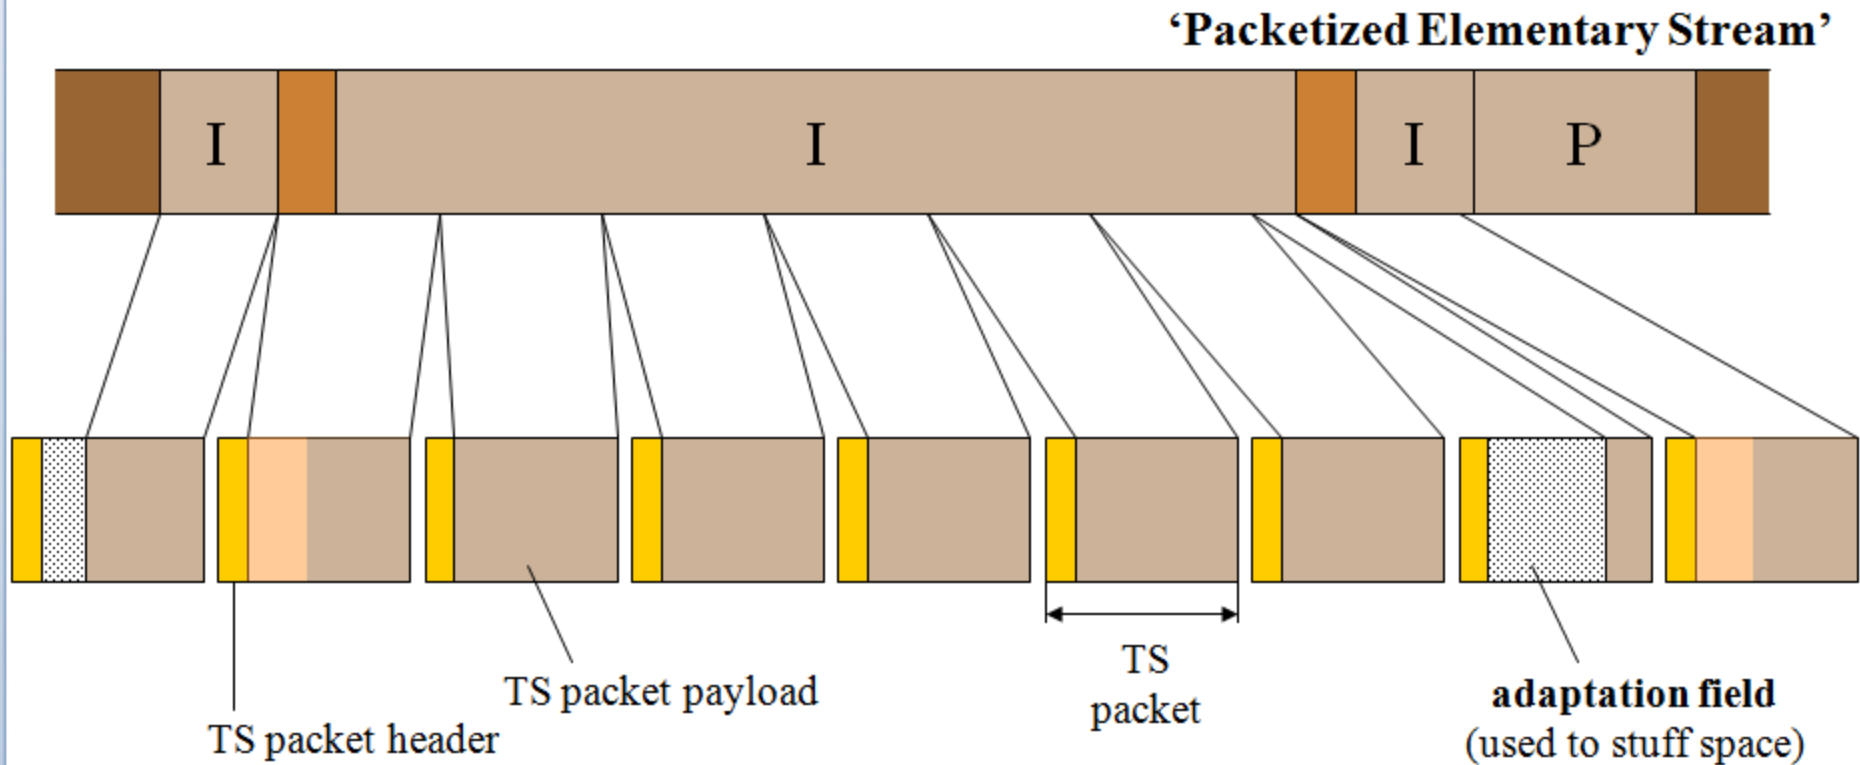 ‘Packetized Elementary Stream’
I
I
I
P
TS packet payload
TS packet header
TS
packet
adaptation field
(used to stuff space)